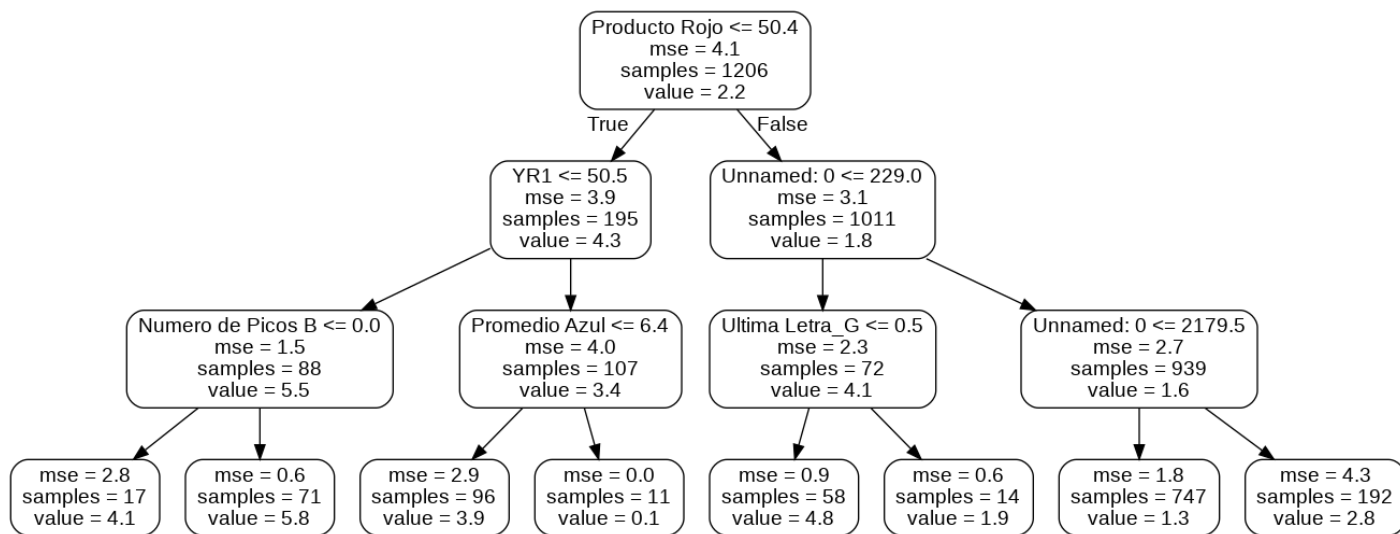 Producto Rojo <= 50.4
mse = 4.1
samples = 1206
value = 2.2
True
False
YR1 <= 50.5
mse = 3.9
samples = 195
value = 4.3
Unnamed: 0 <= 229.0
mse = 3.1
samples = 1011
value = 1.8
Numero de Picos B <= 0.0
mse = 1.5
samples = 88
value = 5.5
Promedio Azul <= 6.4
mse = 4.0
samples = 107
value = 3.4
Ultima Letra_G <= 0.5
mse = 2.3
samples = 72
value = 4.1
Unnamed: 0 <= 2179.5
mse = 2.7
samples = 939
value = 1.6
mse = 2.8
samples = 17
value = 4.1
mse = 0.6
samples = 71
value = 5.8
mse = 2.9
samples = 96
value = 3.9
mse = 0.0
samples = 11
value = 0.1
mse = 0.9
samples = 58
value = 4.8
mse = 0.6
samples = 14
value = 1.9
mse = 1.8
samples = 747
value = 1.3
mse = 4.3
samples = 192
value = 2.8